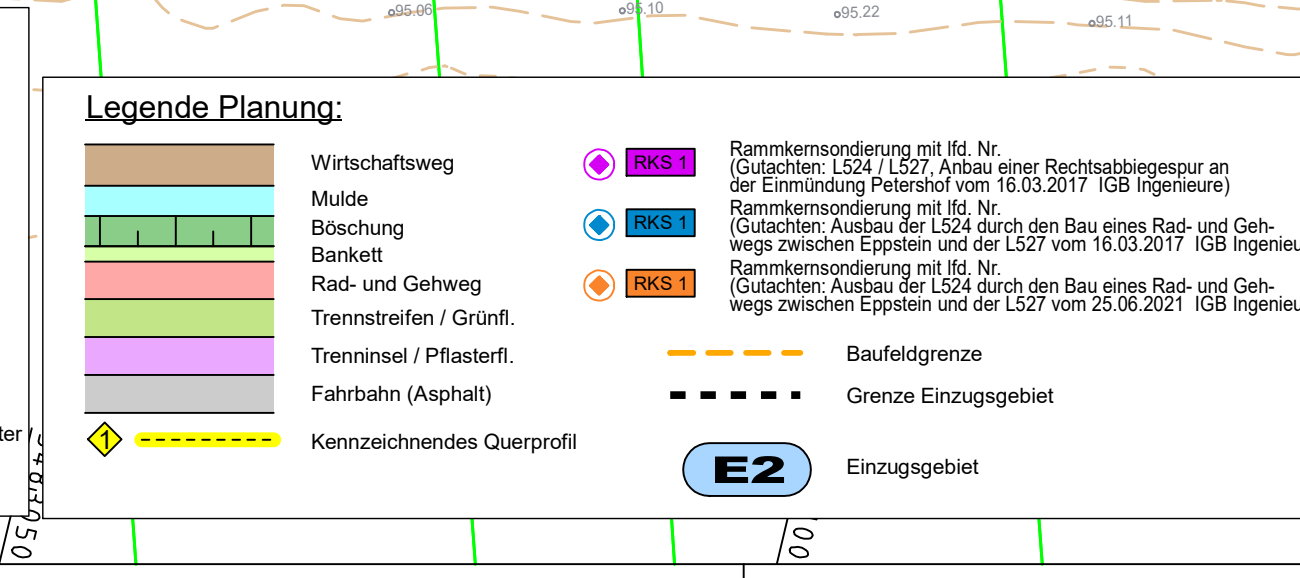 95.06
95.10
95.22
95.11
Legende Planung:
Wirtschaftsweg
Mulde
Böschung
Bankett
Rad- und Gehweg
Trennstreifen / Grünfl.
Trenninsel / Pflasterfl.
Fahrbahn (Asphalt)
1
Kennzeichnendes Querprofil
RKS 1
Rammkernsondierung mit lfd. Nr.
(Gutachten: L524 / L527, Anbau einer Rechtsabbiegespur an
der Einmündung Petershof vom 16.03.2017 IGB Ingenieure)
RKS 1
Rammkernsondierung mit lfd. Nr.
(Gutachten: Ausbau der L524 durch den Bau eines Rad- und Geh-
wegs zwischen Eppstein und der L527 vom 16.03.2017 IGB Ingenieu
RKS 1
Rammkernsondierung mit lfd. Nr.
(Gutachten: Ausbau der L524 durch den Bau eines Rad- und Geh-
wegs zwischen Eppstein und der L527 vom 25.06.2021 IGB Ingenieu
Baufeldgrenze
Grenze Einzugsgebiet
E2
Einzugsgebiet
ter
00